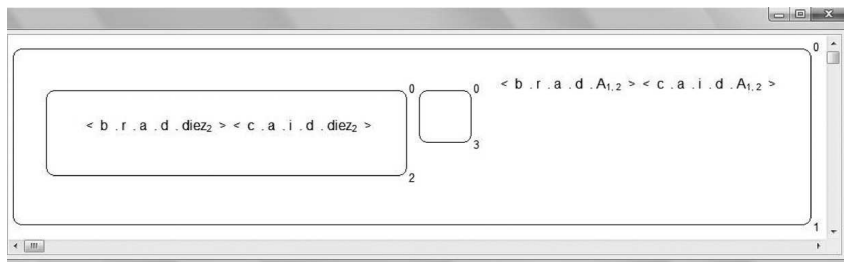 0
0 0 < b . r . a . d . A1, 2 > < c . a . i . d . A1, 2 >
< b . r . a . d . diez2 > < c . a . i . d . diez2 >
3
2
1